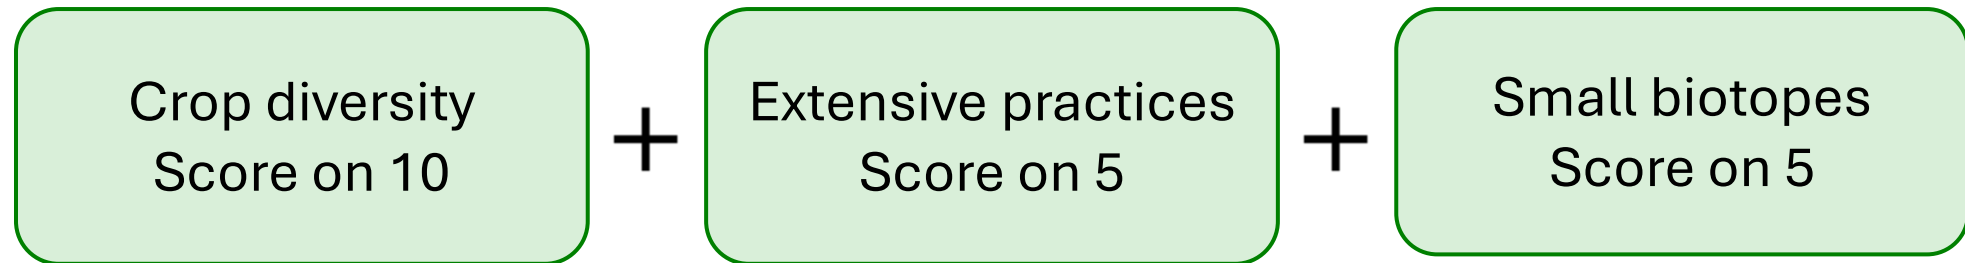 Crop diversity
Score on 10
+
Extensive practices
Score on 5
+
Small biotopes
Score on 5